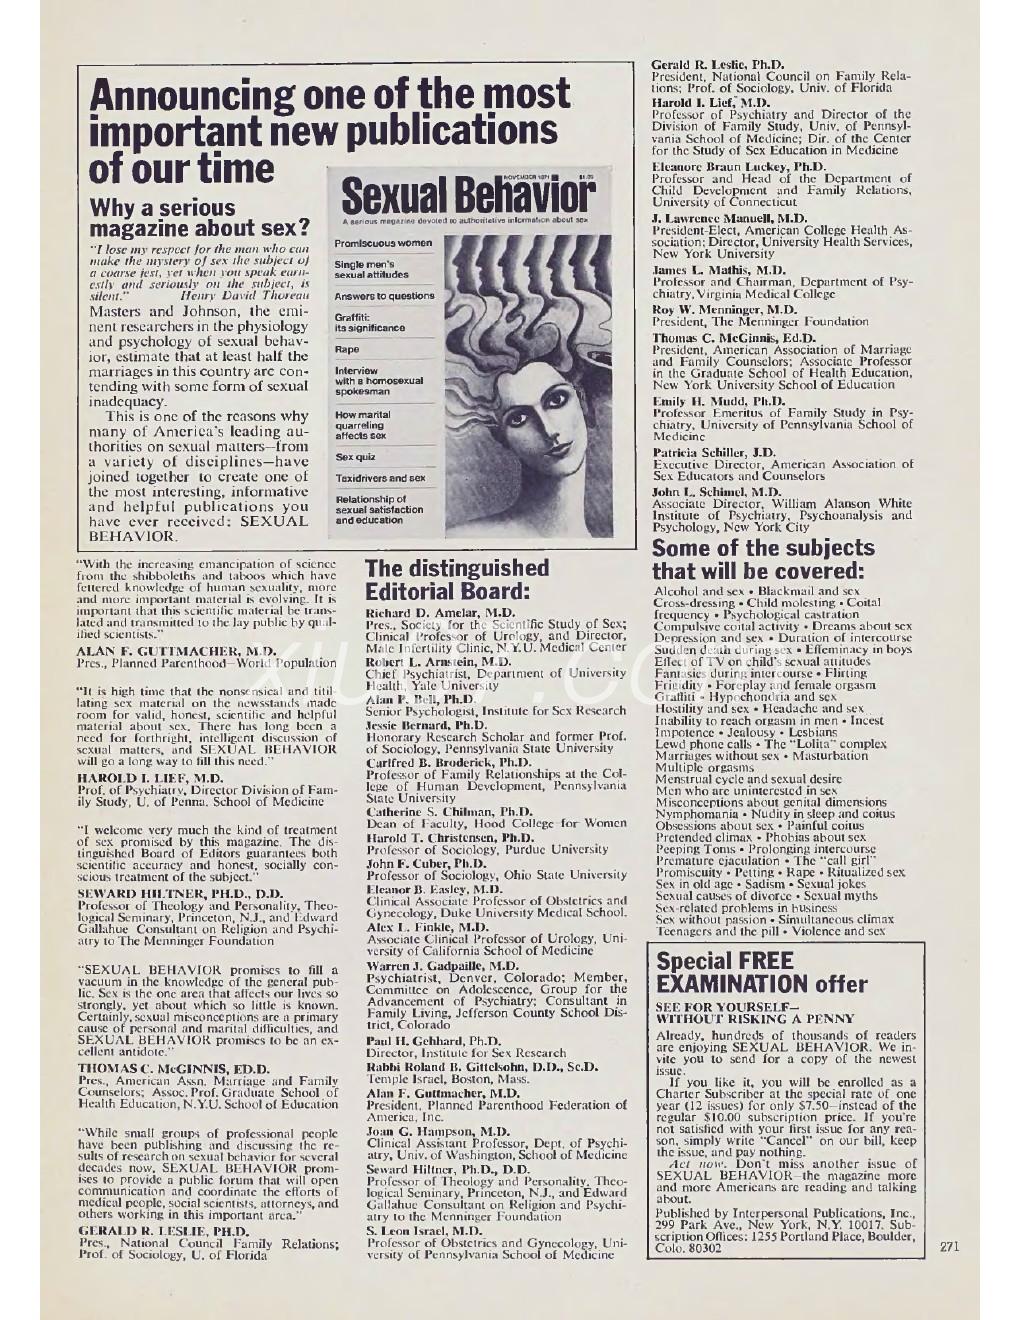 Announcing one of the most
important new publications
of our time
Why a serious
magazine about sex?
"I lose my respect for the man who can
make the mystery of sex the subject of
a coarse jest, yet when you speak earn-
estly and seriously on the subject, is
silent." Henry David Thoreau
Masters and Johnson, the emi-
nent researchers in the physiology
and psychology of sexual behav-
ior, estimate that at least half the
marriages in this country are con-
tending with some form of sexual
inadequacy.
This is one of the reasons why
many of America's leading au-
thorities on sexual matters—from
a variety of disciplines—have
joined together to create one of
the most interesting, informative
and helpful publications you
have ever received: SEXUAL
BEHAVIOR.
NOVEMBER 1971 $1.00
Sexual Behavior
A serious magazine devoted to authoritative information about sex
Promiscuous women
Single men's
sexual attitudes
Answers to questions
Graffiti:
its significance
Rape
Interview
with a homosexual
spokesman
How marital
quarreling
affects sex
Sex quiz
Taxidrivers and sex
Relationship of
sexual satisfaction
and education
"With the increasing emancipation of science
from the shibboleths and taboos which have
fettered knowledge of human sexuality, more
and more important material is evolving. It is
important that this scientific material be trans-
lated and transmitted to the lay public by qual-
ified scientists."
ALAN F. GUTTMACHER, M.D.
Pres., Planned Parenthood—World Population
"It is high time that the nonsensical and titil-
lating sex material on the newsstands made
room for valid, honest, scientific and helpful
material about sex. There has long been a
need for forthright, intelligent discussion of
sexual matters, and SEXUAL BEHAVIOR
will go a long way to fill this need."
HAROLD I. LIEF, M.D.
Prof. of Psychiatry, Director Division of Fam-
ily Study, U. of Penna. School of Medicine
"I welcome very much the kind of treatment
of sex promised by this magazine. The dis-
tinguished Board of Editors guarantees both
scientific accuracy and honest, socially con-
scious treatment of the subject."
SEWARD HILTNER, PH.D., D.D.
Professor of Theology and Personality, Theo-
logical Seminary, Princeton, N.J., and Edward
Gallahue Consultant on Religion and Psychi-
atry to The Menninger Foundation
"SEXUAL BEHAVIOR promises to fill a
vacuum in the knowledge of the general pub-
lic. Sex is the one area that affects our lives so
strongly, yet about which so little is known.
Certainly, sexual misconceptions are a primary
cause of personal and marital difficulties, and
SEXUAL BEHAVIOR promises to be an ex-
cellent antidote."
THOMAS C. McGINNIS, ED.D.
Pres., American Assn. Marriage and Family
Counselors; Assoc. Prof. Graduate School of
Health Education, N.Y.U. School of Education
"While small groups of professional people
have been publishing and discussing the re-
sults of research on sexual behavior for several
decades now, SEXUAL BEHAVIOR prom-
ises to provide a public forum that will open
communication and coordinate the efforts of
medical people, social scientists, attorneys, and
others working in this important area."
GERALD R. LESLIE, PH.D.
Pres., National Council Family Relations;
Prof. of Sociology, U. of Florida
The distinguished
Editorial Board:
Richard D. Amelar, M.D.
Pres., Society for the Scientific Study of Sex;
Clinical Professor of Urology, and Director,
Male Infertility Clinic, N.Y.U. Medical Center
Robert L. Arnstein, M.D.
Chief Psychiatrist, Department of University
Health, Yale University
Alan P. Bell, Ph.D.
Senior Psychologist, Institute for Sex Research
Jessie Bernard, Ph.D.
Honorary Research Scholar and former Prof.
of Sociology, Pennsylvania State University
Carlfred B. Broderick, Ph.D.
Professor of Family Relationships at the Col-
lege of Human Development, Pennsylvania
State University
Catherine S. Chilman, Ph.D.
Dean of Faculty, Hood College for Women
Harold T. Christensen, Ph.D.
Professor of Sociology, Purdue University
John F. Cuber, Ph.D.
Professor of Sociology, Ohio State University
Eleanor B. Easley, M.D.
Clinical Associate Professor of Obstetrics and
Gynecology, Duke University Medical School.
Alex L. Finkle, M.D.
Associate Clinical Professor of Urology, Uni-
versity of California School of Medicine
Warren J. Gadpaille, M.D.
Psychiatrist, Denver, Colorado; Member,
Committee on Adolescence, Group for the
Advancement of Psychiatry; Consultant in
Family Living, Jefferson County School Dis-
trict, Colorado
Paul H. Gebhard, Ph.D.
Director, Institute for Sex Research
Rabbi Roland B. Gittelsohn, D.D., Sc.D.
Temple Israel, Boston, Mass.
Alan F. Guttmacher, M.D.
President, Planned Parenthood Federation of
America, Inc.
Joan G. Hampson, M.D.
Clinical Assistant Professor, Dept. of Psychi-
atry, Univ. of Washington, School of Medicine
Seward Hiltner, Ph.D., D.D.
Professor of Theology and Personality, Theo-
logical Seminary, Princeton, N.J., and Edward
Gallahue Consultant on Religion and Psychi-
atry to the Menninger Foundation
S. Leon Israel, M.D.
Professor of Obstetrics and Gynecology, Uni-
versity of Pennsylvania School of Medicine
Gerald R. Leslie, Ph.D.
President, National Council on Family Rela-
tions; Prof. of Sociology, Univ. of Florida
Harold I. Lief, M.D.
Professor of Psychiatry and Director of the
Division of Family Study, Univ. of Pennsyl-
vania School of Medicine; Dir. of the Center
for the Study of Sex Education in Medicine
Eleanore Braun Luckey, Ph.D.
Professor and Head of the Department of
Child Development and Family Relations,
University of Connecticut
J. Lawrence Manuell, M.D.
President-Elect, American College Health As-
sociation; Director, University Health Services,
New York University
James L. Mathis, M.D.
Professor and Chairman, Department of Psy-
chiatry, Virginia Medical College
Roy W. Menninger, M.D.
President, The Menninger Foundation
Thomas C. McGinnis, Ed.D.
President, American Association of Marriage
and Family Counselors; Associate Professor
in the Graduate School of Health Education,
New York University School of Education
Emily H. Mudd, Ph.D.
Professor Emeritus of Family Study in Psy-
chiatry, University of Pennsylvania School of
Medicine
Patricia Schiller, J.D.
Executive Director, American Association of
Sex Educators and Counselors
John L. Schimel, M.D.
Associate Director, William Alanson White
Institute of Psychiatry, Psychoanalysis and
Psychology, New York City
Some of the subjects
that will be covered:
Alcohol and sex • Blackmail and sex
Cross-dressing • Child molesting • Coital
frequency • Psychological castration
Compulsive coital activity • Dreams about sex
Depression and sex • Duration of intercourse
Sudden death during sex • Effeminacy in boys
Effect of TV on child's sexual attitudes
Fantasies during intercourse • Flirting
Frigidity • Foreplay and female orgasm
Graffiti • Hypochondria and sex
Hostility and sex • Headache and sex
Inability to reach orgasm in men • Incest
Impotence • Jealousy • Lesbians
Lewd phone calls • The "Lolita" complex
Marriages without sex • Masturbation
Multiple orgasms
Menstrual cycle and sexual desire
Men who are uninterested in sex
Misconceptions about genital dimensions
Nymphomania • Nudity in sleep and coitus
Obsessions about sex • Painful coitus
Pretended climax • Phobias about sex
Peeping Toms • Prolonging intercourse
Premature ejaculation • The "call girl"
Promiscuity • Petting • Rape • Ritualized sex
Sex in old age • Sadism • Sexual jokes
Sexual causes of divorce • Sexual myths
Sex-related problems in business
Sex without passion • Simultaneous climax
Teenagers and the pill • Violence and sex
Special FREE
EXAMINATION offer
SEE FOR YOURSELF—
WITHOUT RISKING A PENNY
Already, hundreds of thousands of readers
are enjoying SEXUAL BEHAVIOR. We in-
vite you to send for a copy of the newest
issue.
If you like it, you will be enrolled as a
Charter Subscriber at the special rate of one
year (12 issues) for only $7.50—instead of the
regular $10.00 subscription price. If you're
not satisfied with your first issue for any rea-
son, simply write "Cancel" on our bill, keep
the issue, and pay nothing.
Act now. Don't miss another issue of
SEXUAL BEHAVIOR—the magazine more
and more Americans are reading and talking
about.
Published by Interpersonal Publications, Inc.,
299 Park Ave., New York, N.Y. 10017. Sub-
scription Offices: 1255 Portland Place, Boulder,
Colo. 80302
271